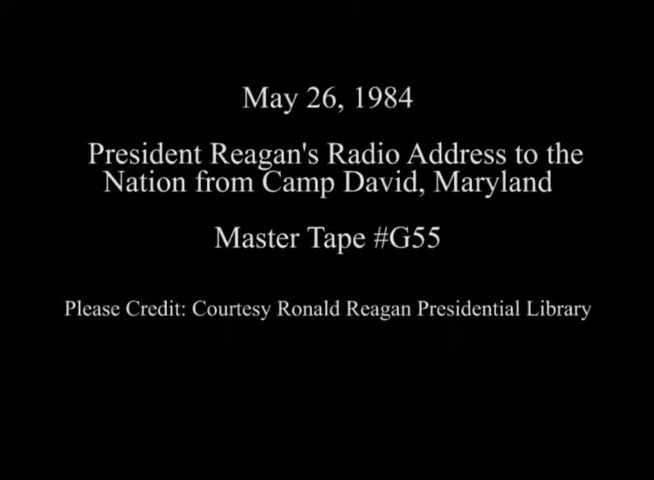 May 26, 1984
President Reagan's Radio Address to the
Nation from Camp David, Maryland
Master Tape #G55
Please Credit: Courtesy Ronald Reagan Presidential Library